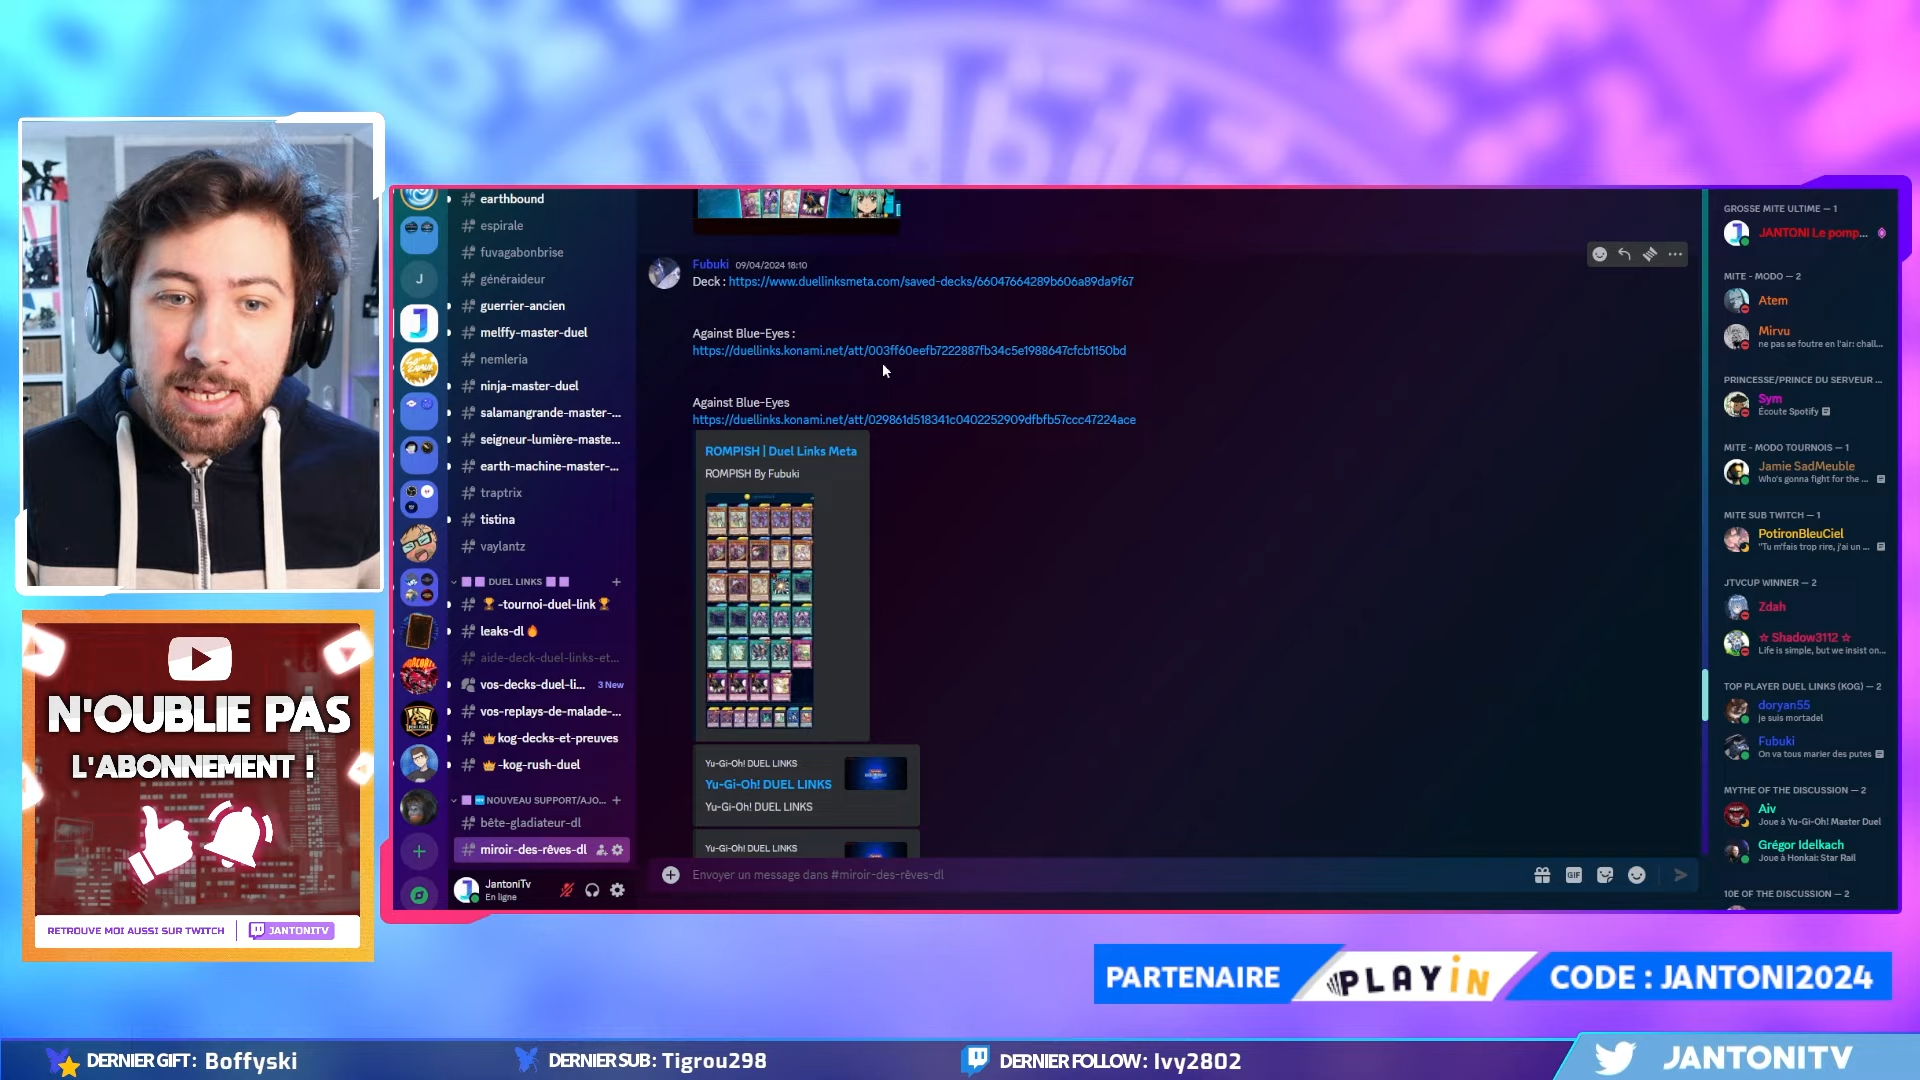 earthbound
espirale
fuvagabonbrise
généraideur
guerrier-ancien
melffy-master-duel
nemleria
ninja-master-duel
salamangrande-master-...
seigneur-lumière-maste...
earth-machine-master-...
traptrix
tistina
vaylantz
DUEL LINKS
-tournoi-duel-link
leaks-dl
aide-deck-duel-links-et...
vos-decks-duel-li... 3 New
vos-replays-de-malade-...
kog-decks-et-preuves
-kog-rush-duel
NOUVEAU SUPPORT/AJO...
bête-gladiateur-dl
miroir-des-rêves-dl
J
JantoniTv
En ligne
Fubuki 09/04/2024 18:10
Deck : https://www.duellinksmeta.com/saved-decks/66047664289b606a89da9f67
Against Blue-Eyes :
https://duellinks.konami.net/att/003ff60eefb7222887fb34c5e1988647cfcb1150bd
Against Blue-Eyes
https://duellinks.konami.net/att/029861d518341c0402252909dfbfb57ccc47224ace
ROMPISH | Duel Links Meta
ROMPISH By Fubuki
Yu-Gi-Oh! DUEL LINKS
Yu-Gi-Oh! DUEL LINKS
Yu-Gi-Oh! DUEL LINKS
Yu-Gi-Oh! DUEL LINKS
Envoyer un message dans #miroir-des-rêves-dl
GIF
GROSSE MITE ULTIME — 1
JANTONI Le pomp...
MITE - MODO — 2
Atem
Mirvu
ne pas se foutre en l'air: chall...
PRINCESSE/PRINCE DU SERVEUR ...
Sym
Écoute Spotify
MITE - MODO TOURNOIS — 1
Jamie SadMeuble
Who's gonna fight for the ...
MITE SUB TWITCH — 1
PotironBleuCiel
"Tu m'fais trop rire, j'ai un ...
JTVCUP WINNER — 2
Zdah
☆ Shadow3112 ☆
Life is simple, but we insist on...
TOP PLAYER DUEL LINKS (KOG) — 2
doryan55
je suis mortadel
Fubuki
On va tous marier des putes
MYTHE OF THE DISCUSSION — 2
Aiv
Joue à Yu-Gi-Oh! Master Duel
Grégor Idelkach
Joue à Honkai: Star Rail
10E OF THE DISCUSSION — 2
N'OUBLIE PAS
L'ABONNEMENT !
RETROUVE MOI AUSSI SUR TWITCH JANTONITV
PARTENAIRE PLAYIN CODE : JANTONI2024
DERNIER GIFT : Boffyski DERNIER SUB : Tigrou298 DERNIER FOLLOW : Ivy2802 JANTONITV